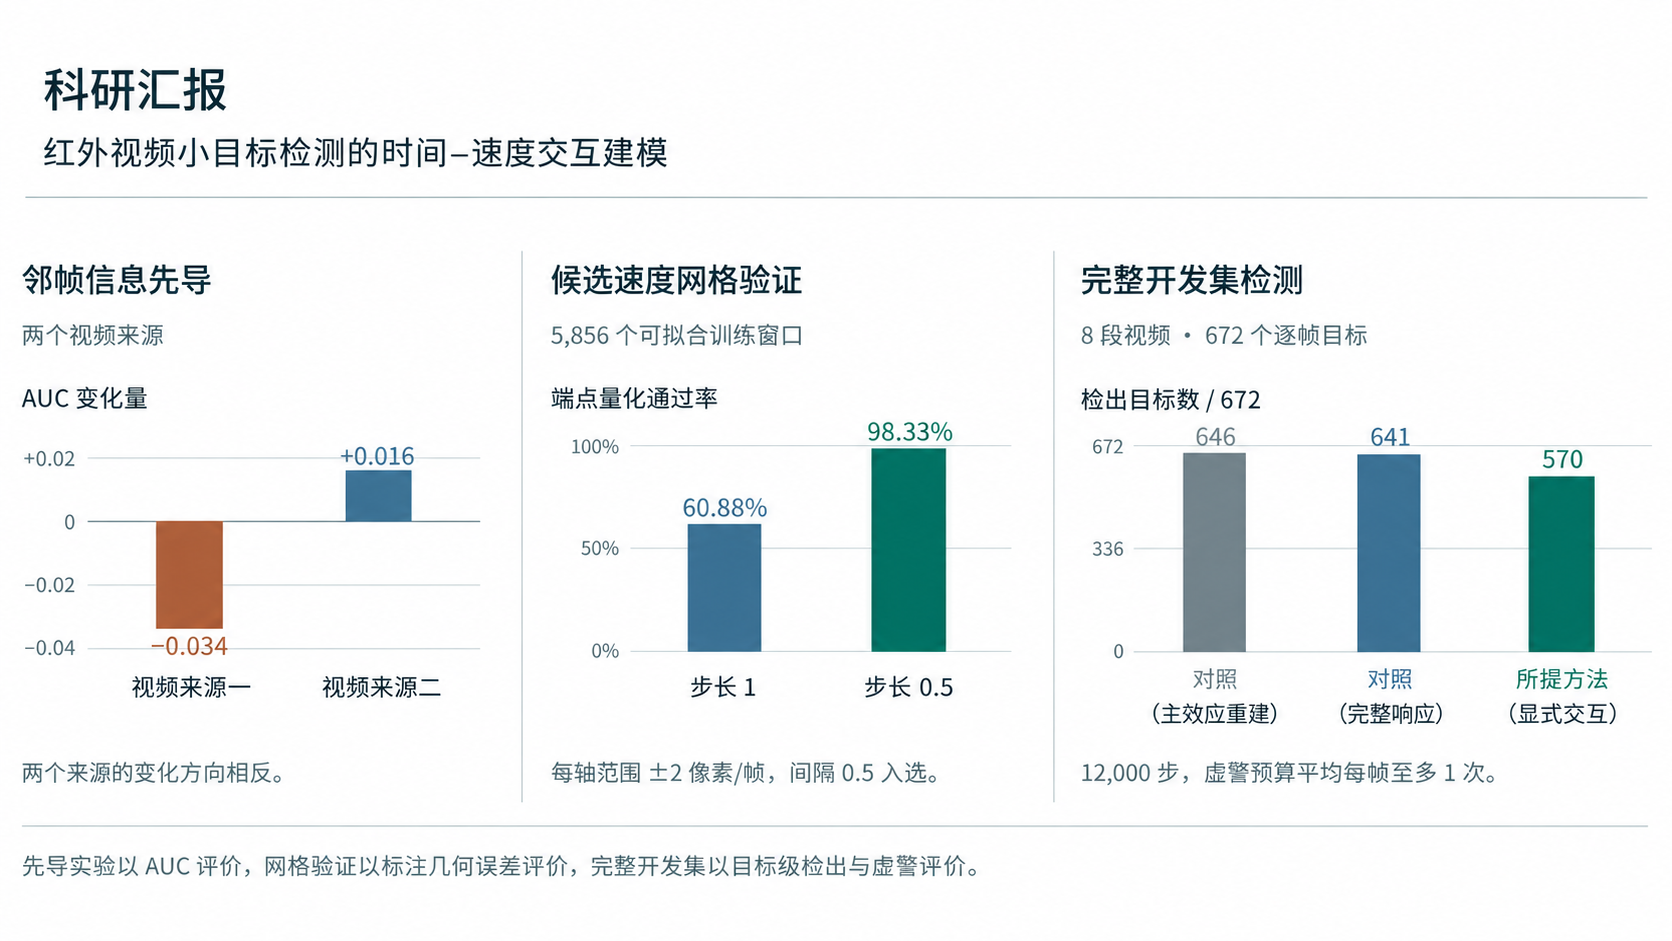 科研汇报
红外视频小目标检测的时间–速度交互建模
邻帧信息先导
两个视频来源
AUC 变化量
+0.02
0
−0.02
−0.04
+0.016
−0.034
视频来源一
视频来源二
两个来源的变化方向相反。
候选速度网格验证
5,856 个可拟合训练窗口
端点量化通过率
100%
50%
0%
60.88%
98.33%
步长 1
步长 0.5
每轴范围 ±2 像素/帧，间隔 0.5 入选。
完整开发集检测
8 段视频 • 672 个逐帧目标
检出目标数 / 672
672
336
0
646
641
570
对照
（主效应重建）
对照
（完整响应）
所提方法
（显式交互）
12,000 步，虚警预算平均每帧至多 1 次。
先导实验以 AUC 评价，网格验证以标注几何误差评价，完整开发集以目标级检出与虚警评价。